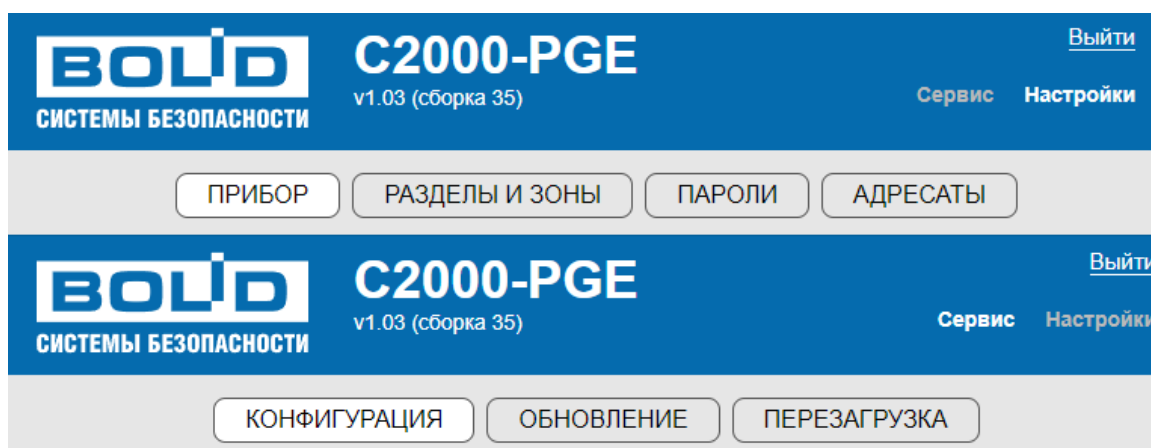 BOLID
СИСТЕМЫ БЕЗОПАСНОСТИ
C2000-PGE
v1.03 (сборка 35)
Выйти
Сервис Настройки
ПРИБОР РАЗДЕЛЫ И ЗОНЫ ПАРОЛИ АДРЕСАТЫ
BOLID
СИСТЕМЫ БЕЗОПАСНОСТИ
C2000-PGE
v1.03 (сборка 35)
Выйти
Сервис Настройки
КОНФИГУРАЦИЯ ОБНОВЛЕНИЕ ПЕРЕЗАГРУЗКА